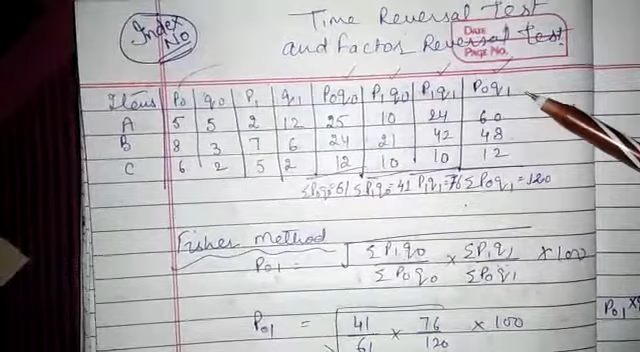 Index No
Time Reversal Test
and factor Reversal Test
DATE
PAGE No.
Items P0 q0 P1 q1 P0q0 P1q0 P1q1 P0q1
A 5 5 2 12 25 10 24 60
B 8 3 7 6 24 21 42 48
C 6 2 5 2 12 10 10 12
ΣP0q0=61 ΣP1q0=41 P1q1=76 ΣP0q1=120
Fisher Method
P01 = √ ΣP1q0/ΣP0q0 × ΣP1q1/ΣP0q1 × 100
P01 = √ 41/61 × 76/120 × 100
P01